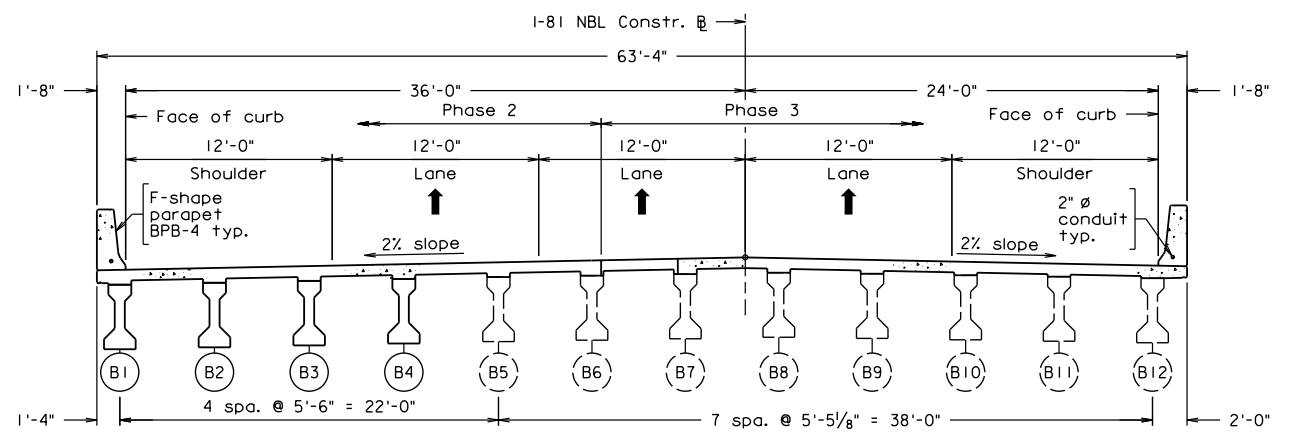 I-81 NBL Constr. ⅊
63'-4"
1'-8" 36'-0" 24'-0" 1'-8"
Phase 2 Phase 3
Face of curb Face of curb
12'-0" 12'-0" 12'-0" 12'-0" 12'-0"
Shoulder Lane Lane Lane Shoulder
F-shape
parapet
BPB-4 typ.
2" ø
conduit
typ.
2% slope 2% slope
B1 B2 B3 B4 B5 B6 B7 B8 B9 B10 B11 B12
1'-4" 4 spa. @ 5'-6" = 22'-0" 7 spa. @ 5'-5⅛" = 38'-0" 2'-0"